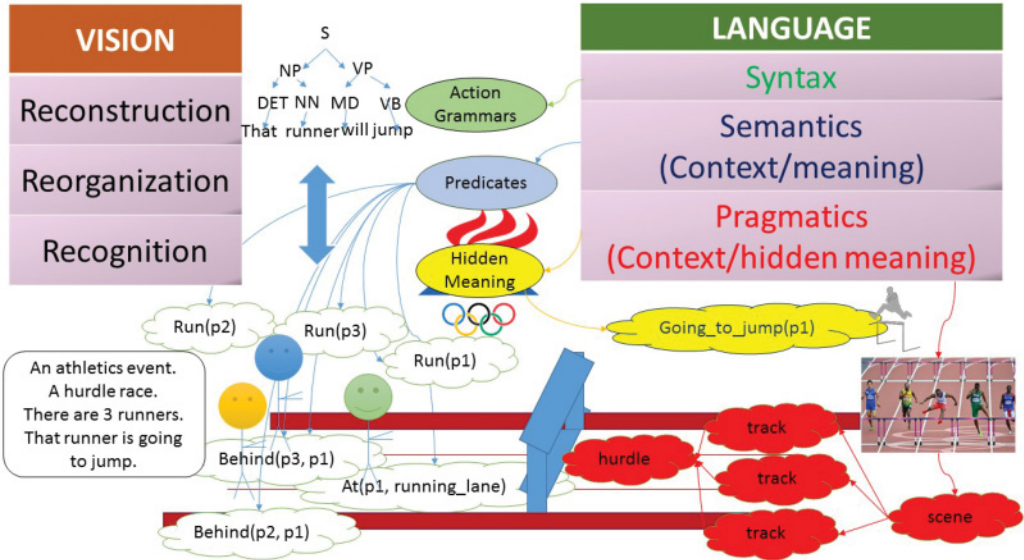 VISION
Reconstruction
Reorganization
Recognition
S
NP VP
DET NN MD VB
That runner will jump
Action
Grammars
Predicates
Hidden
Meaning
LANGUAGE
Syntax
Semantics
(Context/meaning)
Pragmatics
(Context/hidden meaning)
Run(p2)
Run(p3)
Run(p1)
Going_to_jump(p1)
An athletics event.
A hurdle race.
There are 3 runners.
That runner is going
to jump.
Behind(p3, p1)
At(p1, running_lane)
Behind(p2, p1)
hurdle
track
track
track
scene